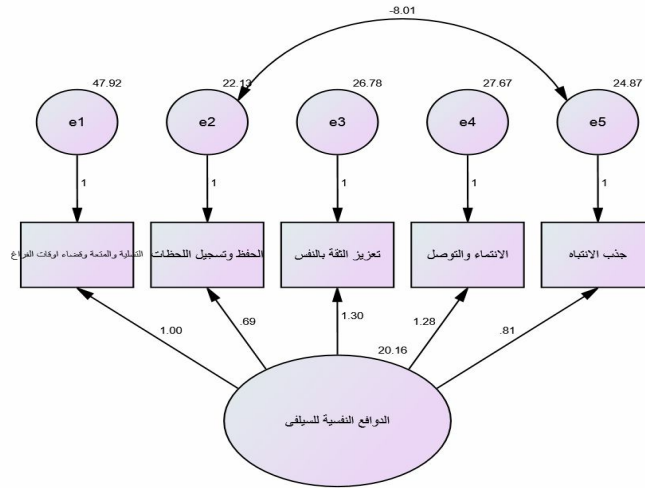 -8.01
47.92
22.13
26.78
27.67
24.87
e1
e2
e3
e4
e5
1
1
1
1
1
التسلية والمتعة وقضاء اوقات الفراغ
الحفظ وتسجيل اللحظات
تعزيز الثقة بالنفس
الانتماء والتوصل
جذب الانتباه
1.00
.69
1.30
1.28
.81
20.16
الدوافع النفسية للسيلفى